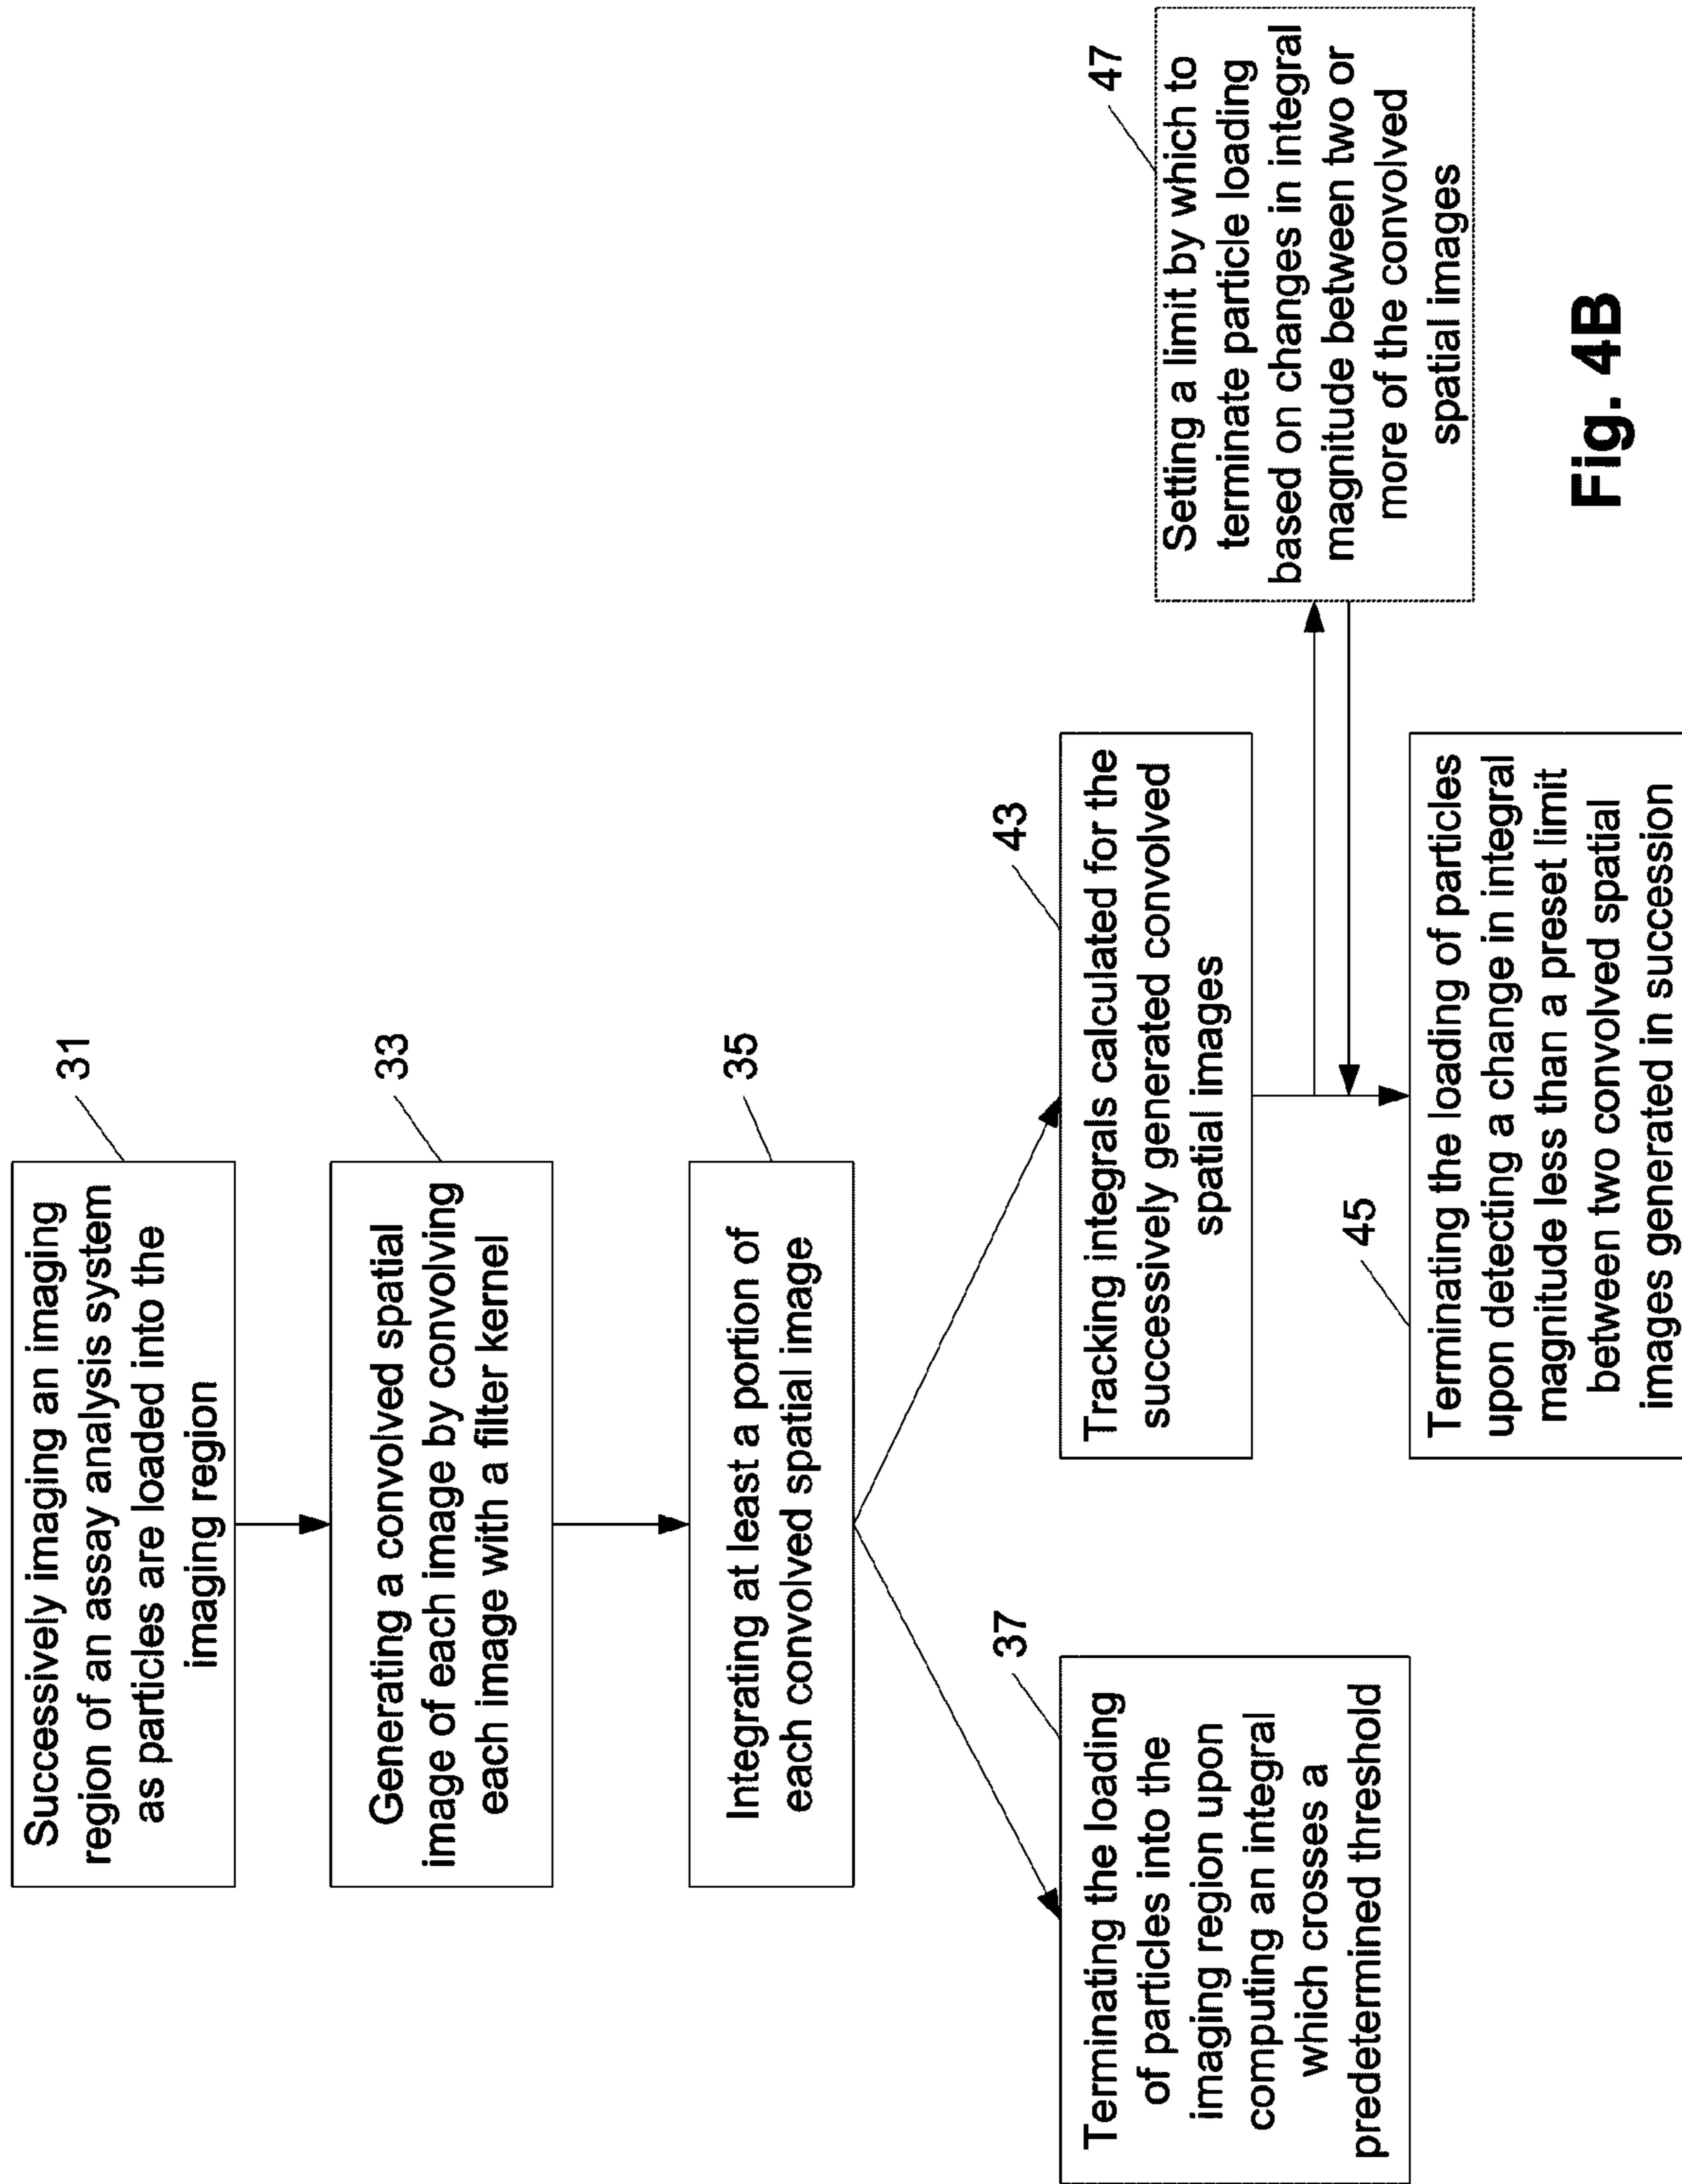 31
Successively imaging an imaging
region of an assay analysis system
as particles are loaded into the
imaging region
33
Generating a convolved spatial
image of each image by convolving
each image with a filter kernel
35
Integrating at least a portion of
each convolved spatial image
37
Terminating the loading
of particles into the
imaging region upon
computing an integral
which crosses a
predetermined threshold
43
Tracking integrals calculated for the
successively generated convolved
spatial images
45
Terminating the loading of particles
upon detecting a change in integral
magnitude less than a preset limit
between two convolved spatial
images generated in succession
47
Setting a limit by which to
terminate particle loading
based on changes in integral
magnitude between two or
more of the convolved
spatial images
Fig. 4B